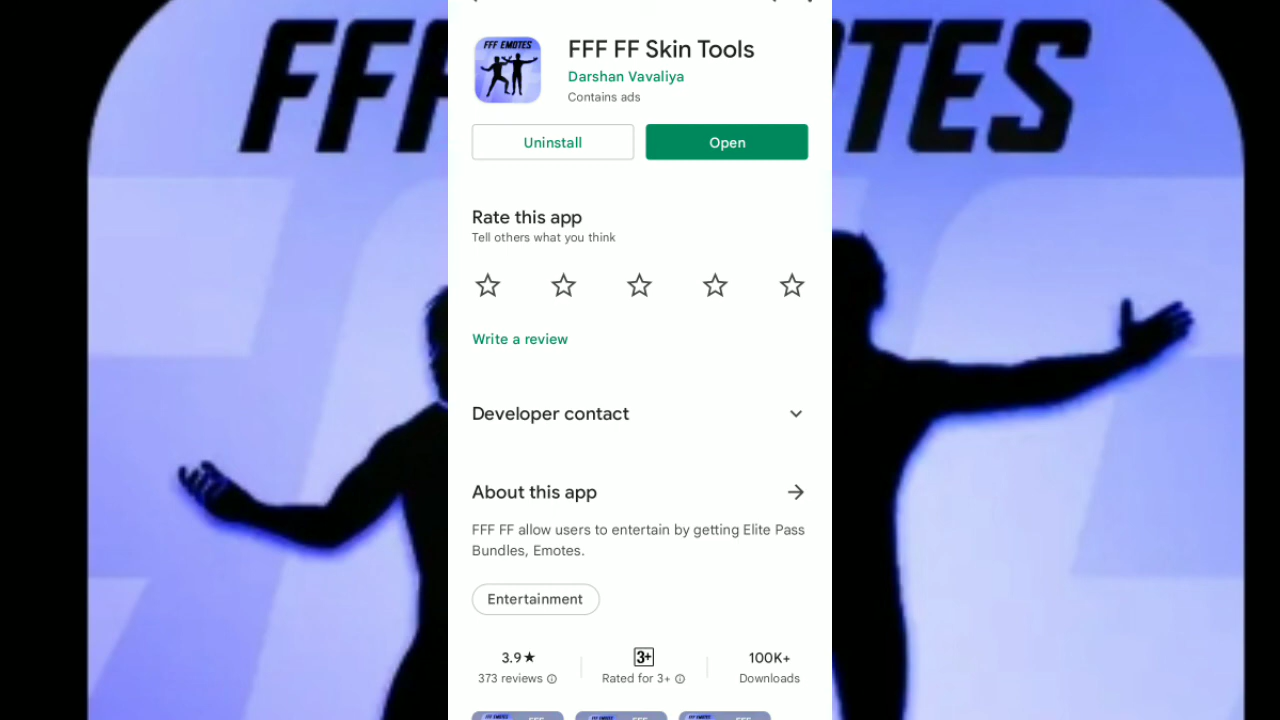 FFF EMOTES
FFF FF Skin Tools
Darshan Vavaliya
Contains ads
Uninstall
Open
Rate this app
Tell others what you think
Write a review
Developer contact
About this app
FFF FF allow users to entertain by getting Elite Pass
Bundles, Emotes.
Entertainment
3.9★
3+
100K+
373 reviews
Rated for 3+
Downloads